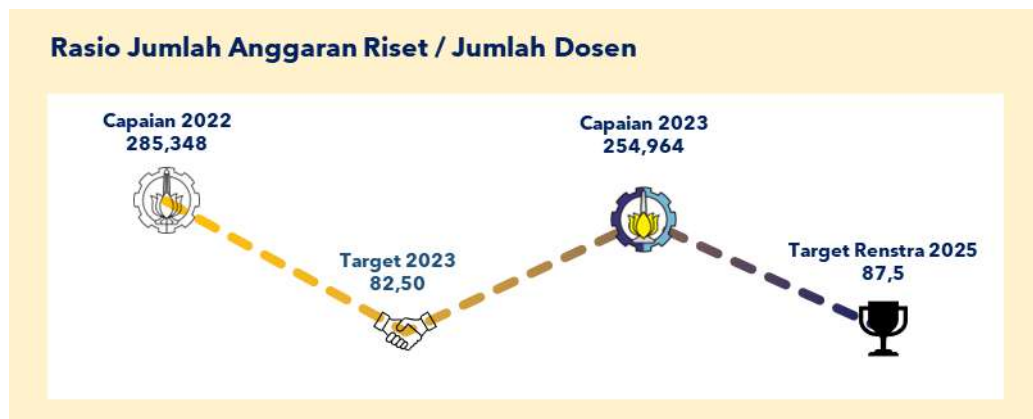 Rasio Jumlah Anggaran Riset / Jumlah Dosen
Capaian 2022
285,348
Target 2023
82,50
Capaian 2023
254,964
Target Renstra 2025
87,5